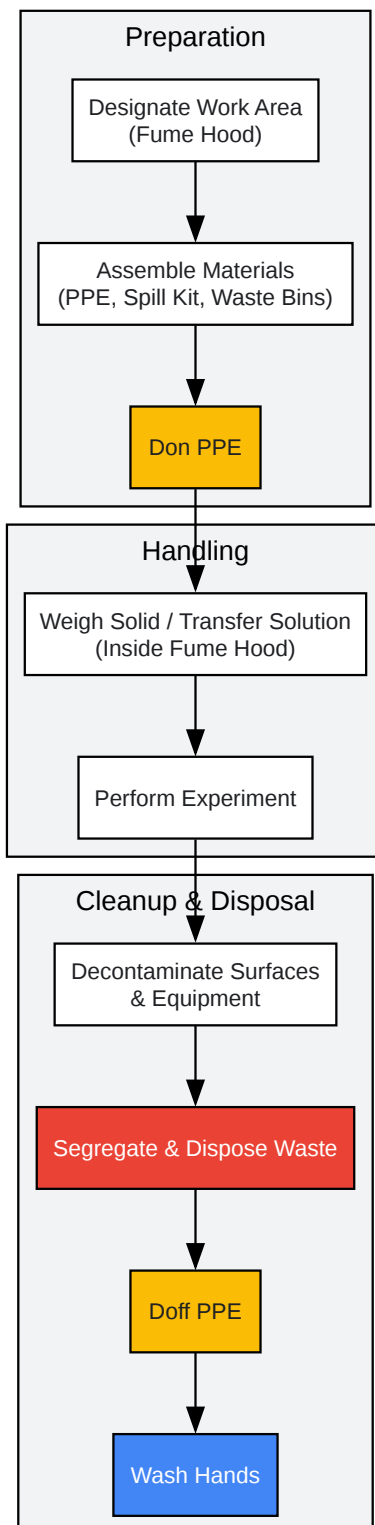 Preparation
Designate Work Area
(Fume Hood)
Assemble Materials
(PPE, Spill Kit, Waste Bins)
Don PPE
Handling
Weigh Solid / Transfer Solution
(Inside Fume Hood)
Perform Experiment
Cleanup & Disposal
Decontaminate Surfaces
& Equipment
Segregate & Dispose Waste
Doff PPE
Wash Hands